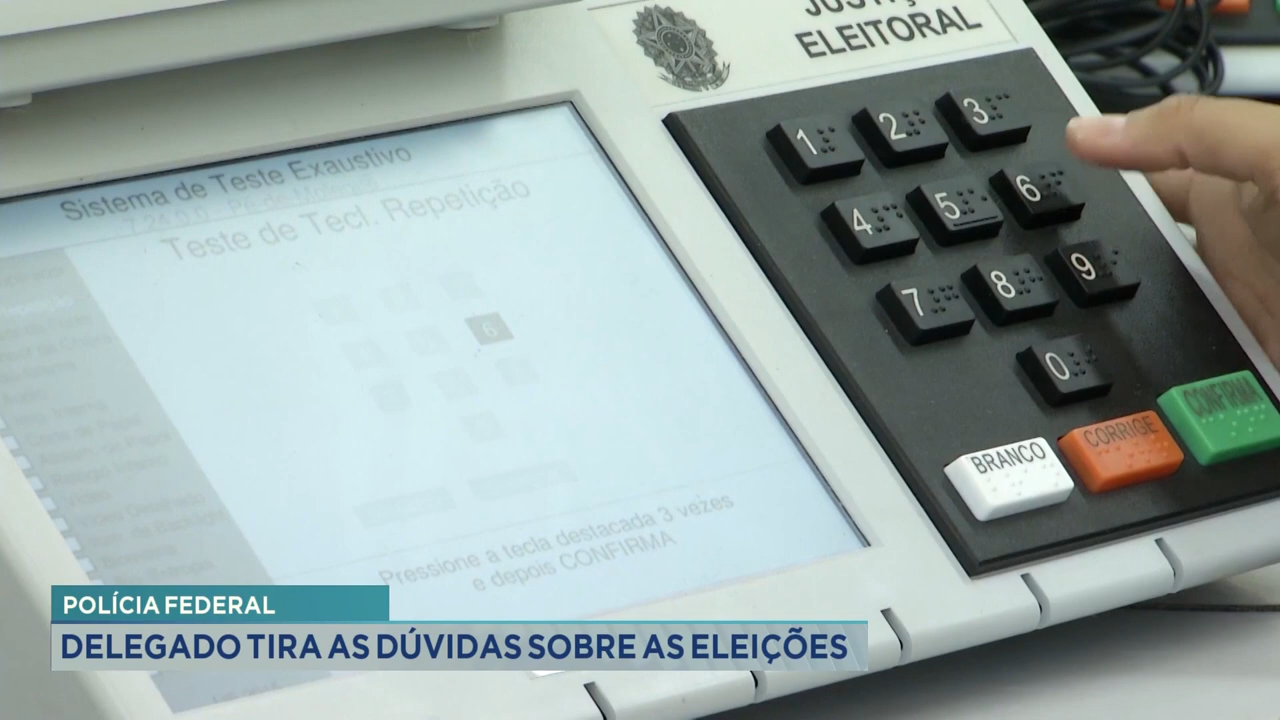 JUSTIÇA
ELEITORAL
Sistema de Teste Exaustivo
Teste de Tecl. Repetição
6
Pressione a tecla destacada 3 vezes
e depois CONFIRMA
1 2 3
4 5 6
7 8 9
0
BRANCO CORRIGE CONFIRMA
POLÍCIA FEDERAL
DELEGADO TIRA AS DÚVIDAS SOBRE AS ELEIÇÕES